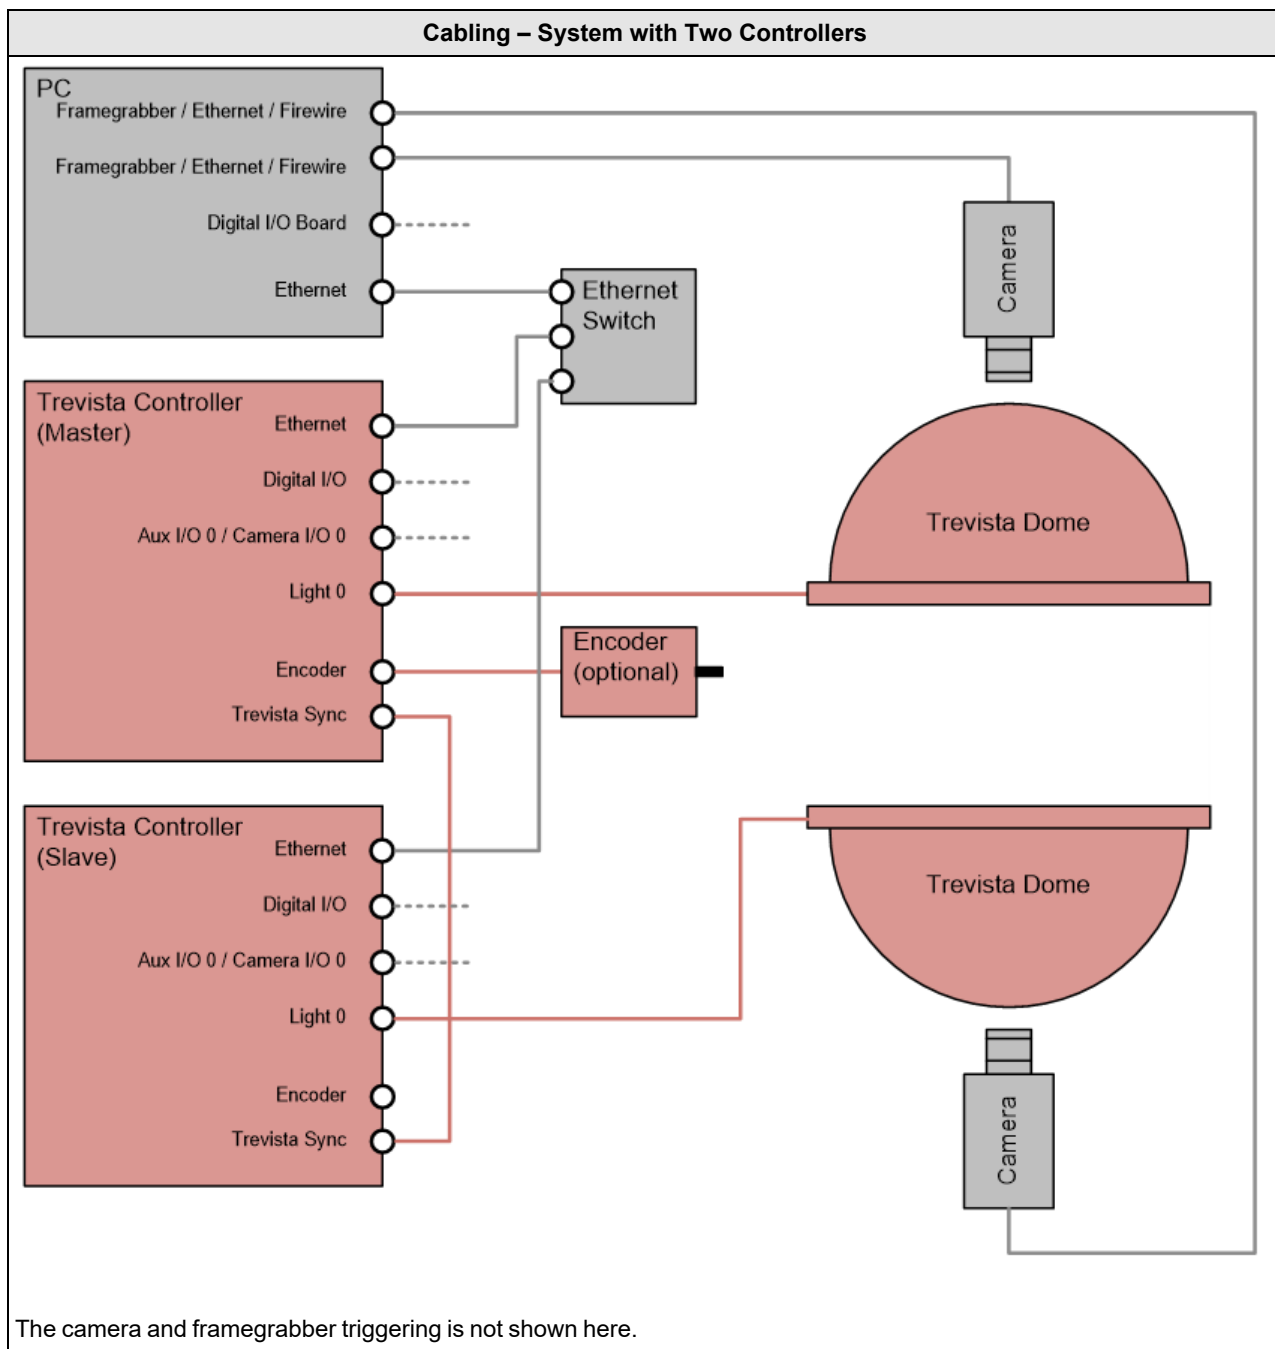 Cabling – System with Two Controllers
PC
Framegrabber / Ethernet / Firewire
Framegrabber / Ethernet / Firewire
Digital I/O Board
Ethernet
Ethernet
Switch
Camera
Trevista Controller
(Master)
Ethernet
Digital I/O
Aux I/O 0 / Camera I/O 0
Light 0
Encoder
Trevista Sync
Trevista Dome
Encoder
(optional)
Trevista Controller
(Slave)
Ethernet
Digital I/O
Aux I/O 0 / Camera I/O 0
Light 0
Encoder
Trevista Sync
Trevista Dome
Camera
The camera and framegrabber triggering is not shown here.